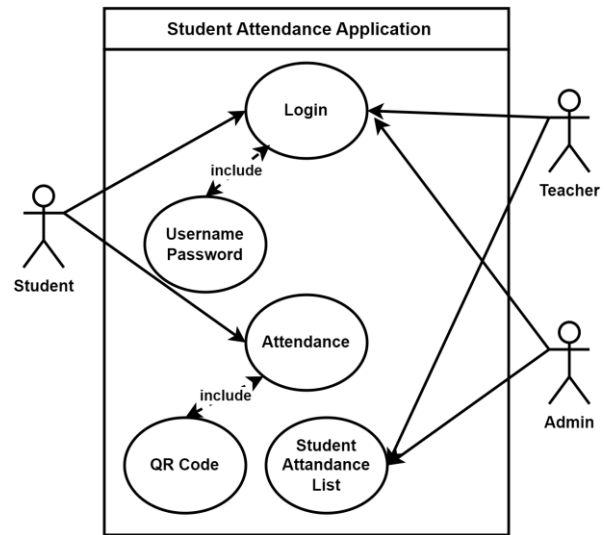 Student Attendance Application
Login
include
Username
Password
Student
Teacher
Attendance
include
QR Code
Student
Attandance
List
Admin